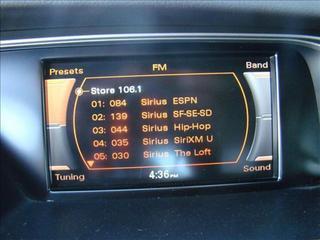 Presets FM Band
Store 106.1
01: 084 Sirius ESPN
02: 139 Sirius SF-SE-SD
03: 044 Sirius Hip-Hop
04: 035 Sirius SiriXM U
05: 030 Sirius The Loft
Tuning 4:36 PM Sound